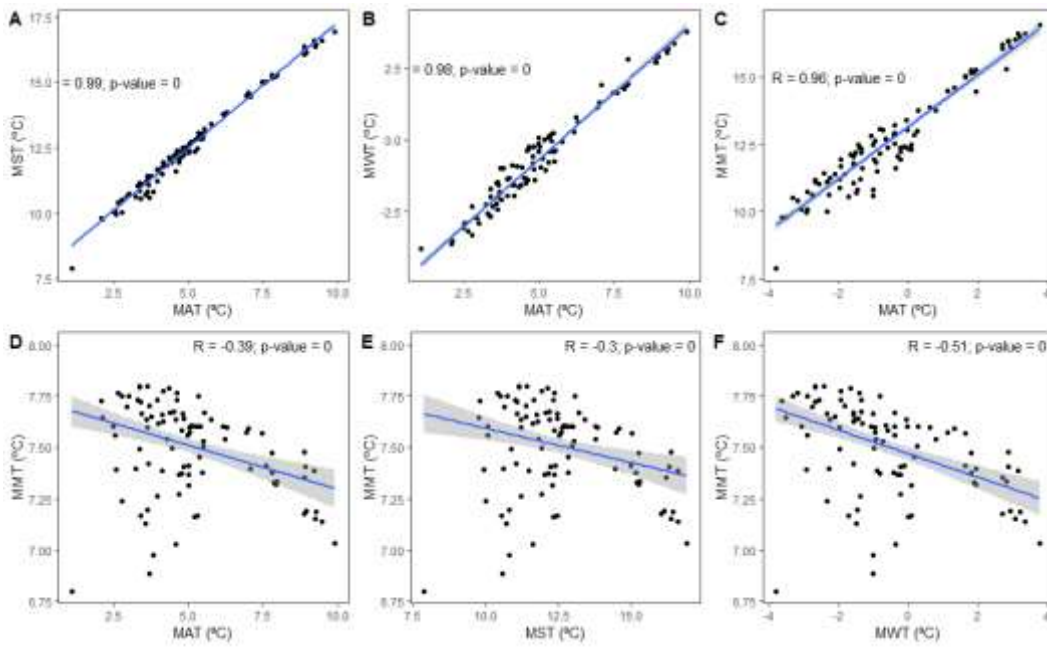 A
17.5
15.0
12.5
10.0
7.5
MST (ºC)
= 0.99; p-value = 0
2.5 5.0 7.5 10.0
MAT (ºC)
B
2.5
0.0
-2.5
MWT (ºC)
= 0.98; p-value = 0
2.5 5.0 7.5 10.0
MAT (ºC)
C
15.0
12.5
10.0
7.5
MMT (ºC)
R = 0.96; p-value = 0
-4 -2 0 2 4
MAT (ºC)
D
8.00
7.75
7.50
7.25
7.00
6.75
MMT (ºC)
R = -0.39; p-value = 0
2.5 5.0 7.5 10.0
MAT (ºC)
E
8.00
7.75
7.50
7.25
7.00
6.75
MMT (ºC)
R = -0.3; p-value = 0
7.5 10.0 12.5 15.0
MST (ºC)
F
8.00
7.75
7.50
7.25
7.00
6.75
MMT (ºC)
R = -0.51; p-value = 0
-4 -2 0 2 4
MWT (ºC)